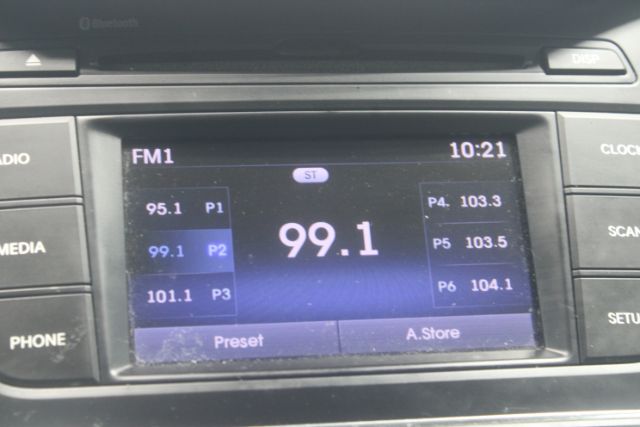 Bluetooth
DISP
RADIO
MEDIA
PHONE
FM1
10:21
ST
95.1 P1
99.1 P2
101.1 P3
99.1
P4 103.3
P5 103.5
P6 104.1
Preset
A.Store
CLOCK
SCAN
SETU